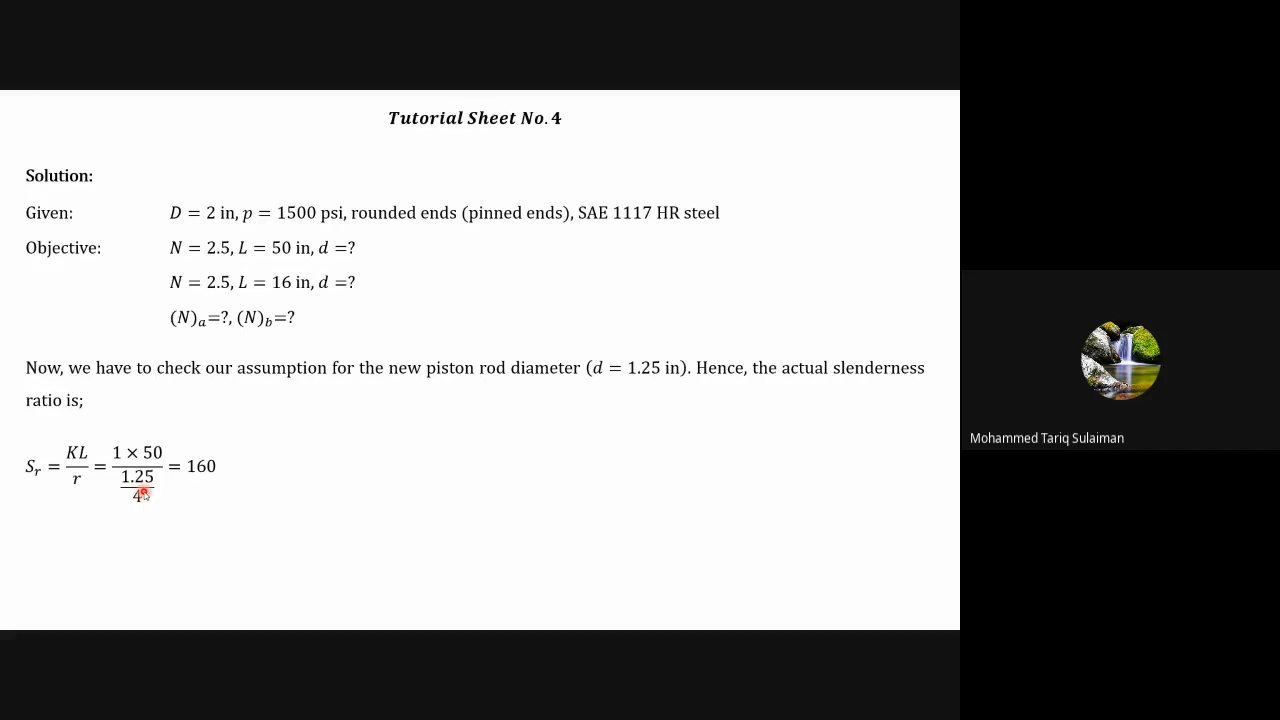 Tutorial Sheet No. 4
Solution:
Given: D = 2 in, p = 1500 psi, rounded ends (pinned ends), SAE 1117 HR steel
Objective: N = 2.5, L = 50 in, d =?
N = 2.5, L = 16 in, d =?
(N)ₐ=?, (N)_b=?
Now, we have to check our assumption for the new piston rod diameter (d = 1.25 in). Hence, the actual slenderness
ratio is;
S_r = KL/r = (1 × 50)/(1.25/4) = 160
Mohammed Tariq Sulaiman